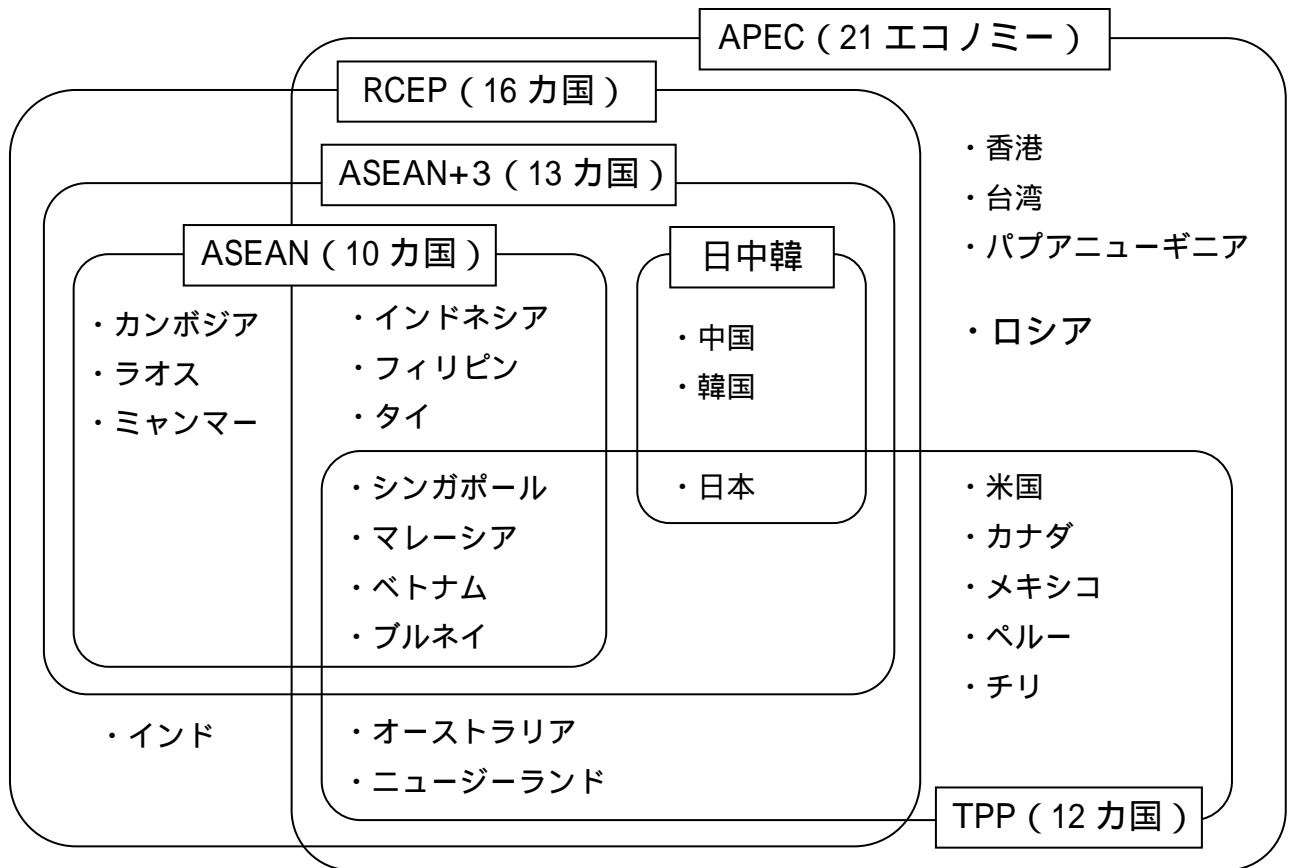 APEC（21 エコノミー）
RCEP（16 カ国）
ASEAN+3（13 カ国）
ASEAN（10 カ国）
日中韓
・カンボジア
・ラオス
・ミャンマー
・インドネシア
・フィリピン
・タイ
・シンガポール
・マレーシア
・ベトナム
・ブルネイ
・中国
・韓国
・日本
・香港
・台湾
・パプアニューギニア
・ロシア
・米国
・カナダ
・メキシコ
・ペルー
・チリ
・インド
・オーストラリア
・ニュージーランド
TPP（12 カ国）